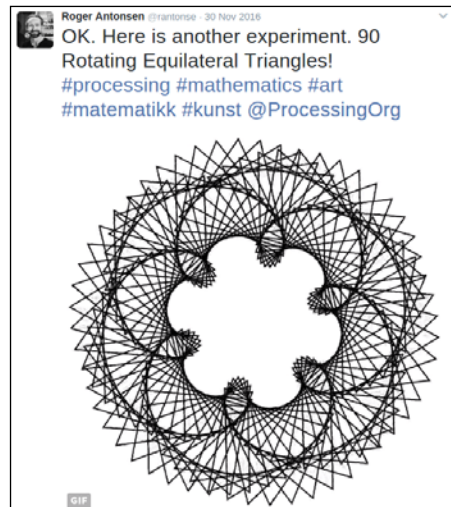 Roger Antonsen @rantonse · 30 Nov 2016
OK. Here is another experiment. 90
Rotating Equilateral Triangles!
#processing #mathematics #art
#matematikk #kunst @ProcessingOrg
GIF